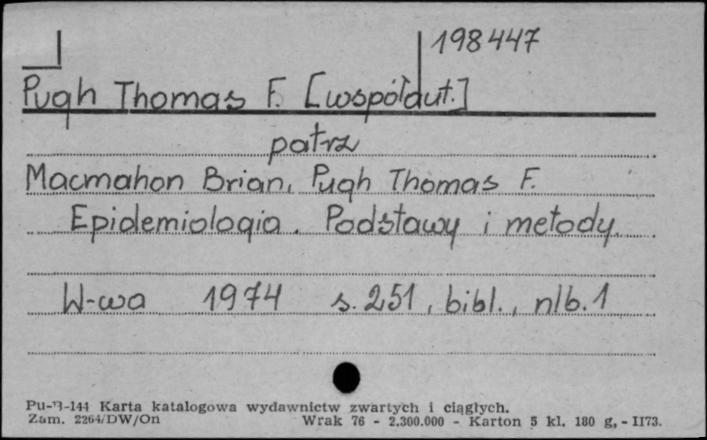 198447
Pugh Thomas F. [współaut.]
patrz
Macmahon Brian, Pugh Thomas F.
Epidemiologia. Podstawy i metody.
W-wa 1974 s. 251, bibl., nlb. 1
Pu-B-144 Karta katalogowa wydawnictw zwartych i ciągłych.
Zam. 2264/DW/On Wrak 76 - 2.300.000 - Karton 5 kl. 180 g, - II73.